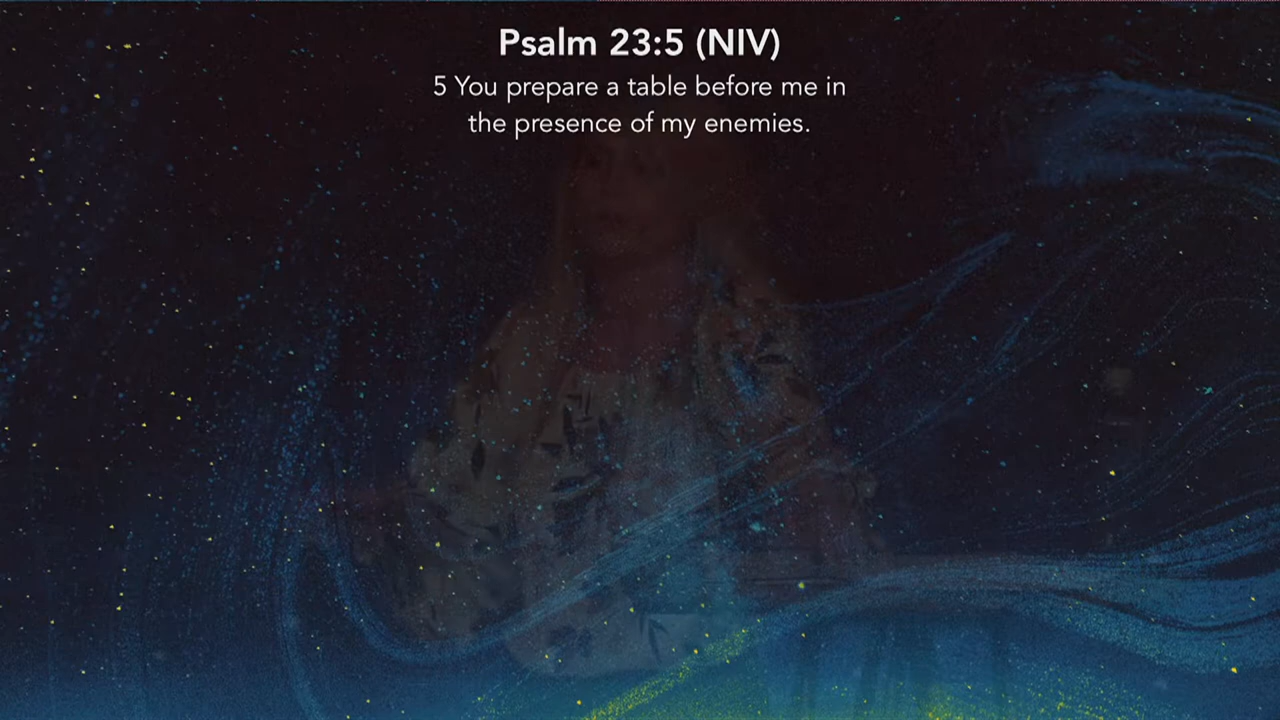 Psalm 23:5 (NIV)
5 You prepare a table before me in
the presence of my enemies.